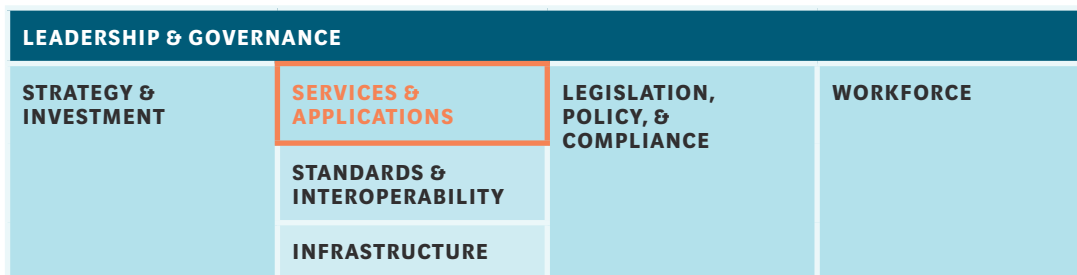 LEADERSHIP & GOVERNANCE
STRATEGY &
INVESTMENT
SERVICES &
APPLICATIONS
STANDARDS &
INTEROPERABILITY
INFRASTRUCTURE
LEGISLATION,
POLICY, &
COMPLIANCE
WORKFORCE